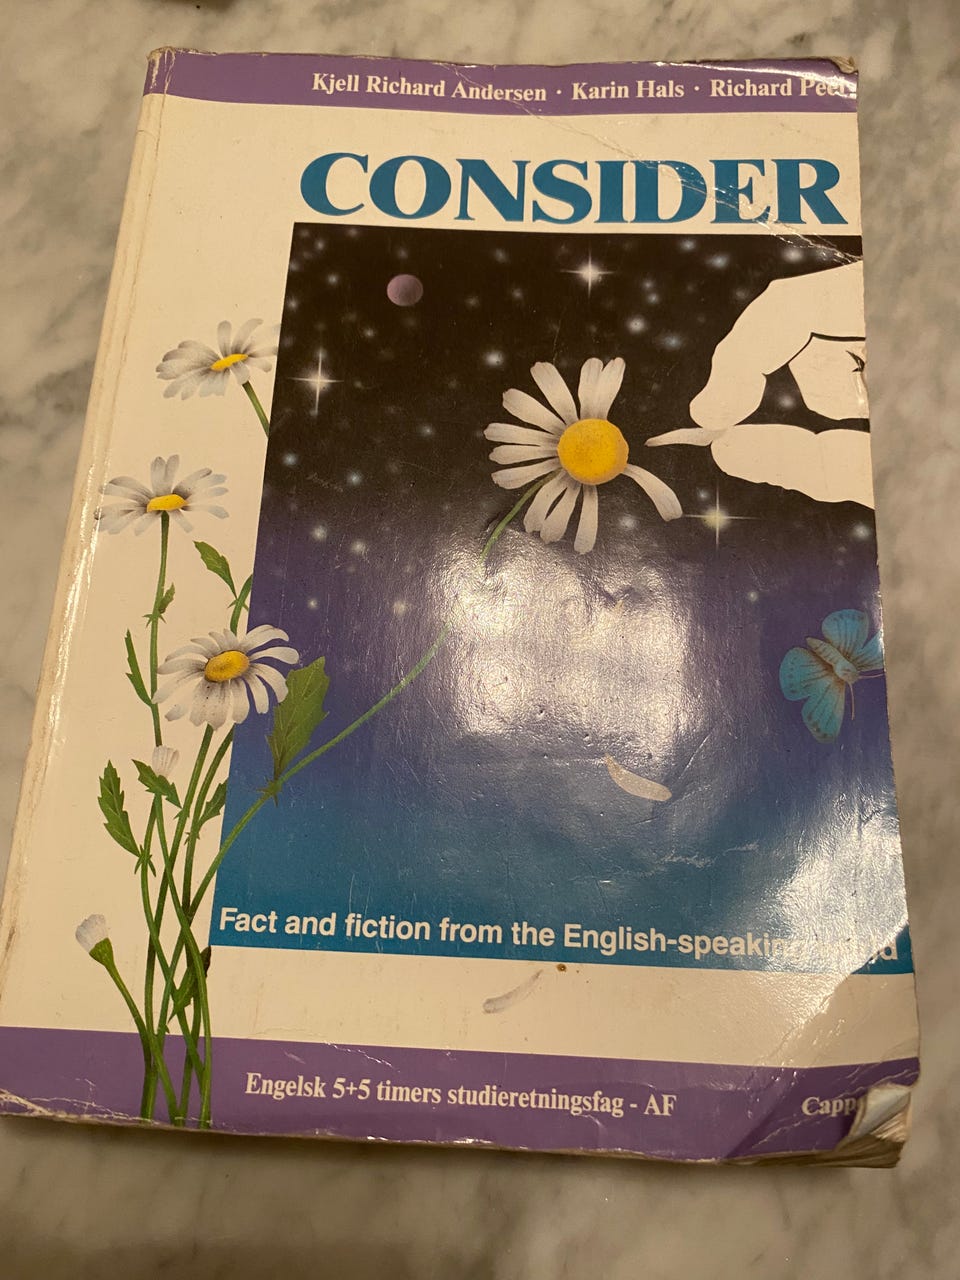 Kjell Richard Andersen · Karin Hals · Richard
CONSIDER
Fact and fiction from the English-speaking
Engelsk 5+5 timers studieretningsfag - AF